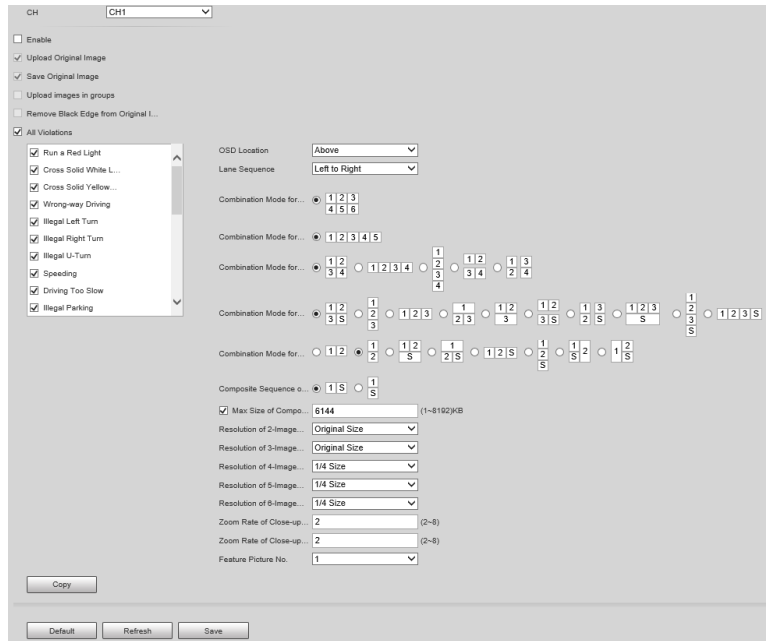 CH CH1
Enable
Upload Original Image
Save Original Image
Upload images in groups
Remove Black Edge from Original I...
All Violations
Run a Red Light
Cross Solid White L...
Cross Solid Yellow...
Wrong-way Driving
Illegal Left Turn
Illegal Right Turn
Illegal U-Turn
Speeding
Driving Too Slow
Illegal Parking
OSD Location Above
Lane Sequence Left to Right
Combination Mode for... 1 2 3
4 5 6
Combination Mode for... 1 2 3 4 5
Combination Mode for... 1 2 3 4 1 2 3 4 1 2 3 4 1 2 3 4 1 3 2 4
Combination Mode for... 1 2 3 S 1 2 3 1 2 3 1 2 3 1 2 3 1 2 3 S 1 3 2 S 1 2 3 S 1 2 3 S 1 2 3 S
Combination Mode for... 1 2 1 2 1 2 S 1 2 S 1 2 S 1 2 S 1 S 2 1 2 S
Composite Sequence o... 1 S 1 S
Max Size of Compo... 6144 (1~8192)KB
Resolution of 2-Image... Original Size
Resolution of 3-Image... Original Size
Resolution of 4-Image... 1/4 Size
Resolution of 5-Image... 1/4 Size
Resolution of 6-Image... 1/4 Size
Zoom Rate of Close-up... 2 (2~8)
Zoom Rate of Close-up... 2 (2~8)
Feature Picture No. 1
Copy
Default Refresh Save